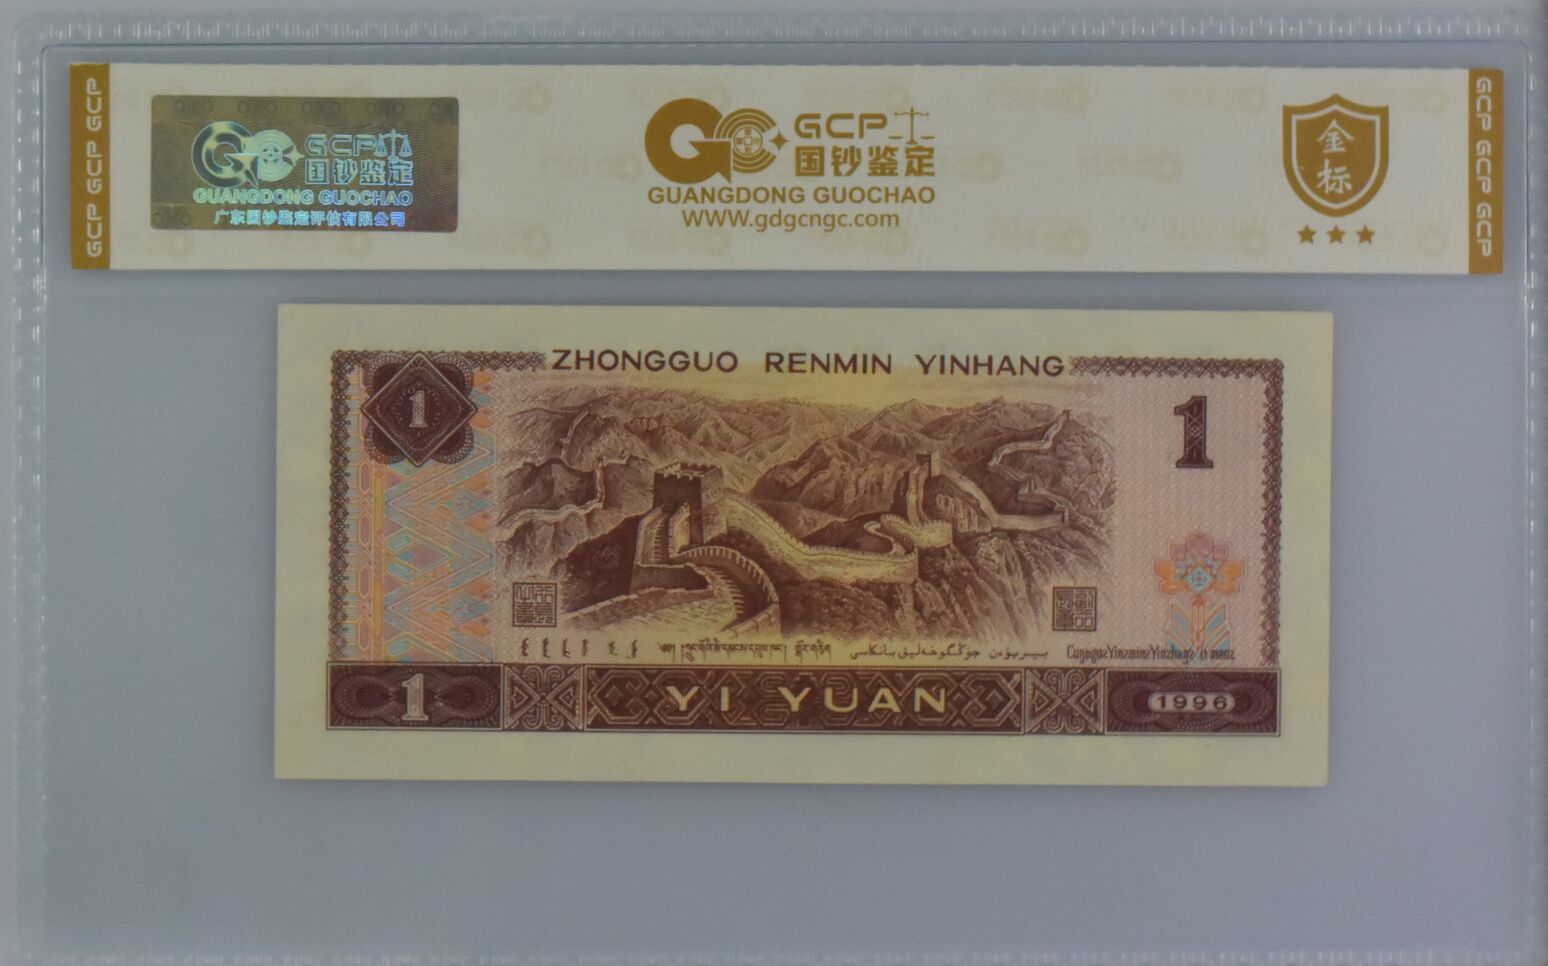 GCP GCP GCP
GCP
国钞鉴定
GUANGDONG GUOCHAO
广东国钞鉴定评估有限公司
GCP
国钞鉴定
GUANGDONG GUOCHAO
WWW.gdgcngc.com
金标
GCP GCP GCP GCP
ZHONGGUO RENMIN YINHANG
1
1
1 YI YUAN 1996